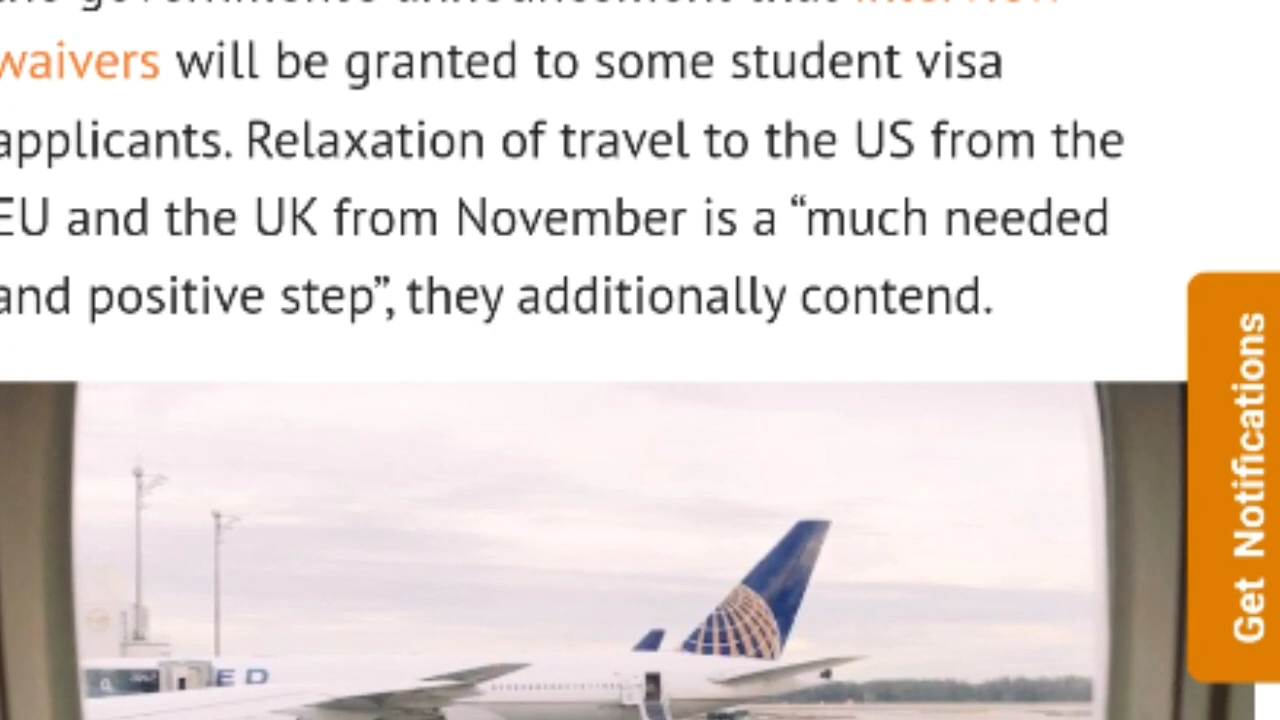 waivers will be granted to some student visa
applicants. Relaxation of travel to the US from the
EU and the UK from November is a “much needed
and positive step”, they additionally contend.
Get Notifications
ED